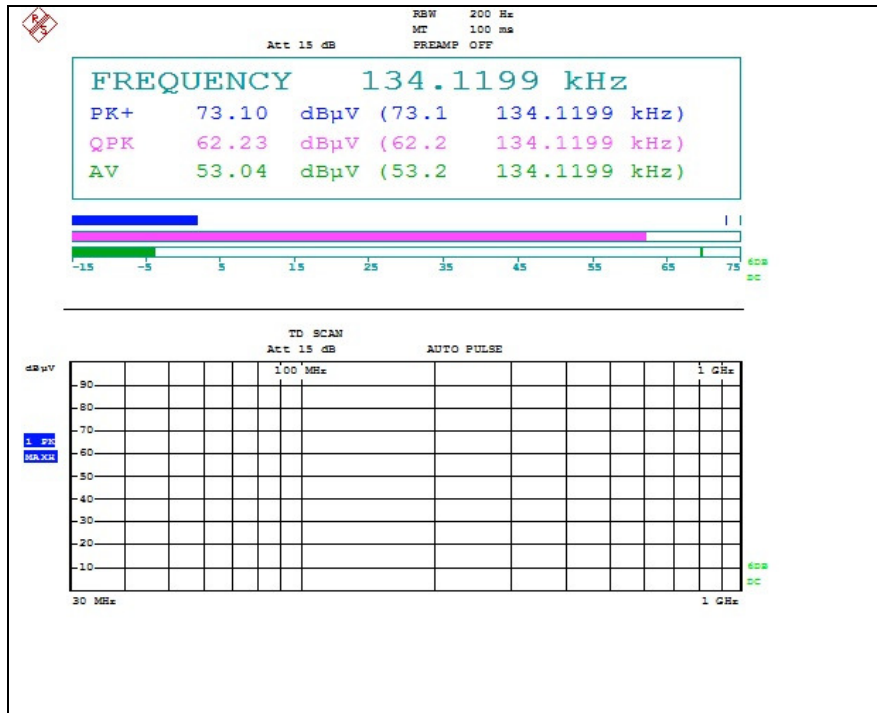 R S
RBW 200 Hz
MT 100 ms
Att 15 dB PREAMP OFF
FREQUENCY 134.1199 kHz
PK+ 73.10 dBµV (73.1 134.1199 kHz)
QPK 62.23 dBµV (62.2 134.1199 kHz)
AV 53.04 dBµV (53.2 134.1199 kHz)
-15 -5 5 15 25 35 45 55 65 75
6DB
DC
TD SCAN
Att 15 dB AUTO PULSE
dBµV
100 MHz 1 GHz
90
80
70
1 PK
MAXH
60
50
40
30
20
10
6DB
DC
30 MHz 1 GHz